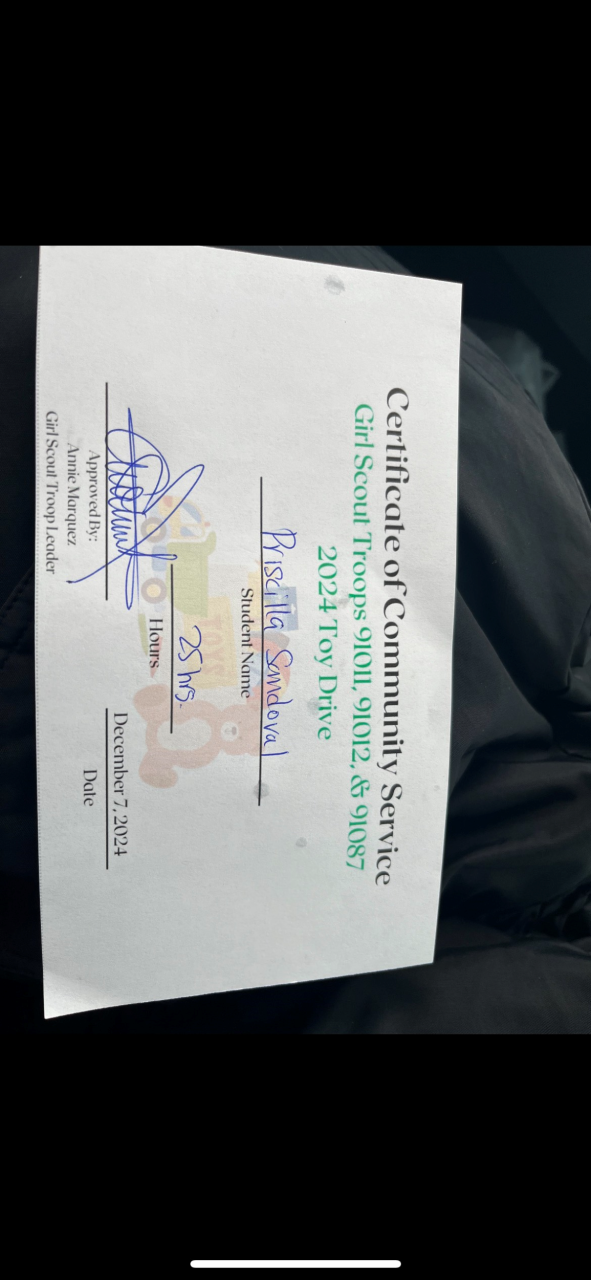 Certificate of Community Service
Girl Scout Troops 91011, 91012, & 91087
2024 Toy Drive
Priscilla Sandoval
Student Name
TOYS
25 hrs.
Hours
December 7, 2024
Date
Approved By:
Annie Marquez
Girl Scout Troop Leader